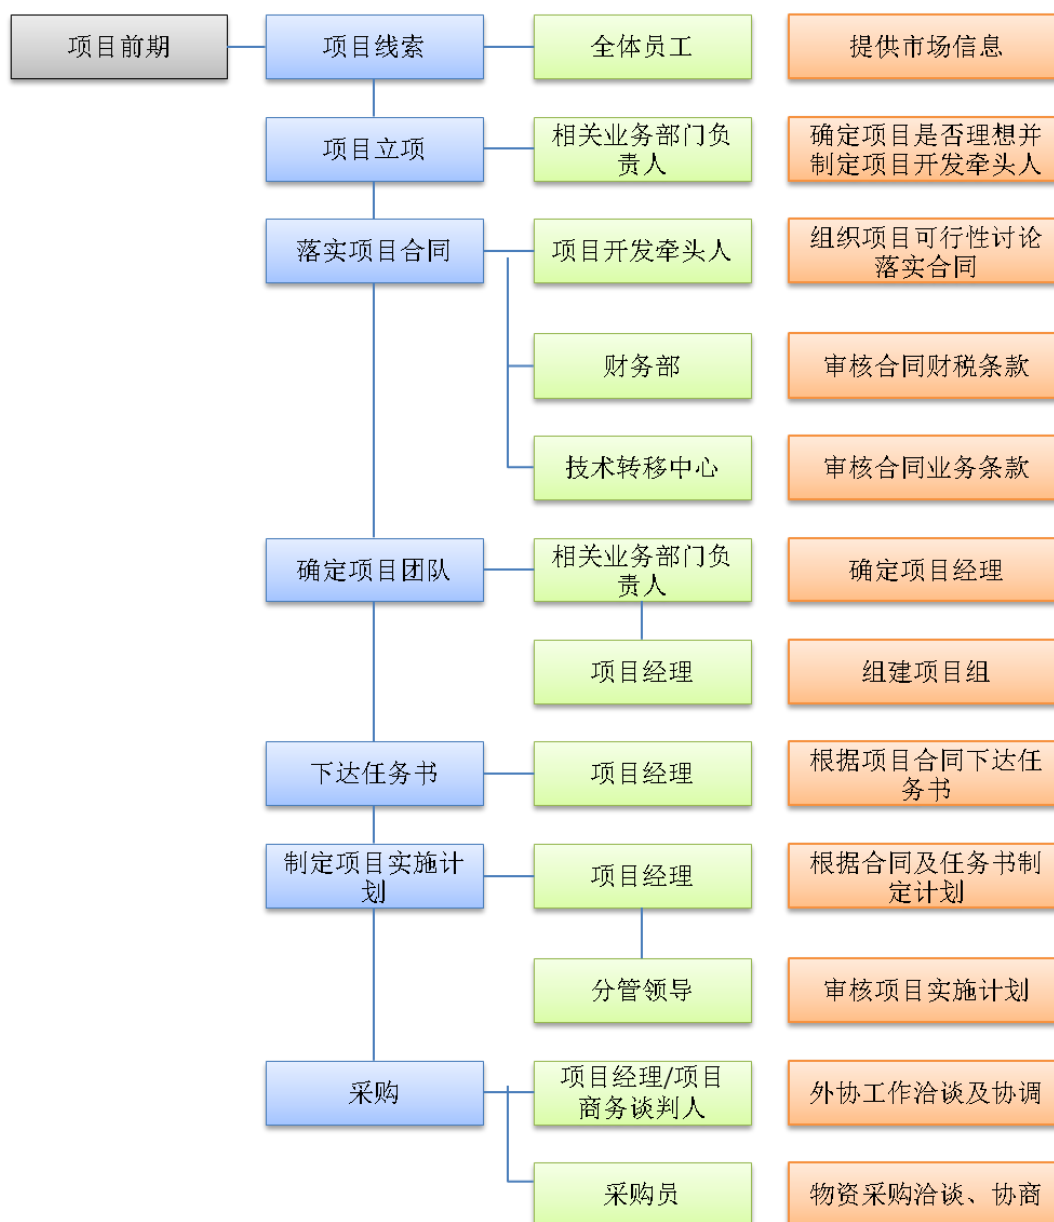 项目前期
项目线索
全体员工
提供市场信息
项目立项
相关业务部门负
责人
确定项目是否理想并
制定项目开发牵头人
落实项目合同
项目开发牵头人
组织项目可行性讨论
落实合同
财务部
审核合同财税条款
技术转移中心
审核合同业务条款
确定项目团队
相关业务部门负
责人
确定项目经理
项目经理
组建项目组
下达任务书
项目经理
根据项目合同下达任
务书
制定项目实施计
划
项目经理
根据合同及任务书制
定计划
分管领导
审核项目实施计划
采购
项目经理/项目
商务谈判人
外协工作洽谈及协调
采购员
物资采购洽谈、协商